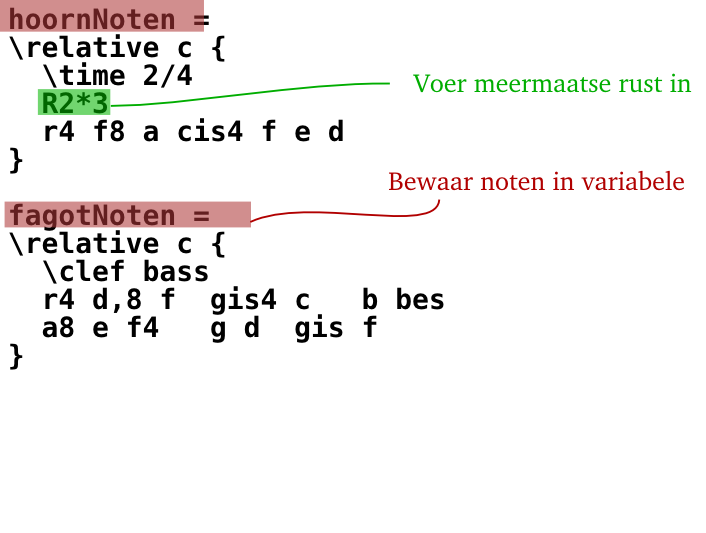 hoornNoten =
\relative c {
  \time 2/4
  R2*3
  r4 f8 a cis4 f e d
}
Voer meermaatse rust in
Bewaar noten in variabele
fagotNoten =
\relative c {
  \clef bass
  r4 d,8 f  gis4 c   b bes
  a8 e f4   g d  gis f
}